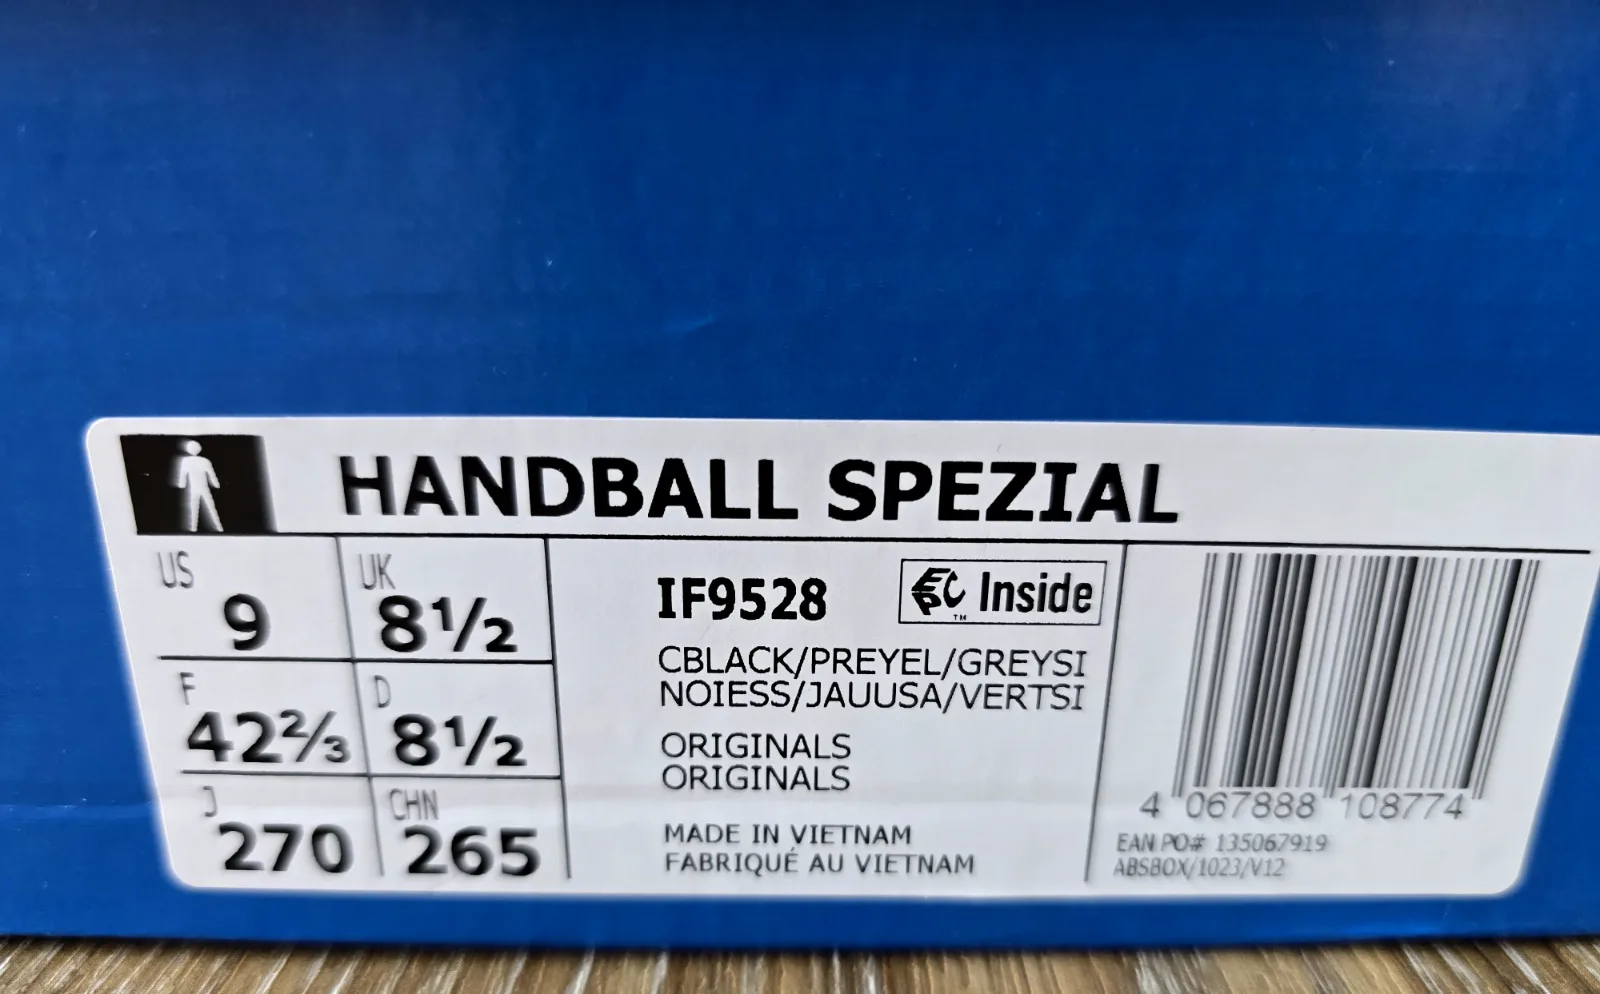 HANDBALL SPEZIAL
US 9 UK 8½
F 42⅔ D 8½
J 270 CHN 265
IF9528 EPC Inside™
CBLACK/PREYEL/GREYSI
NOIESS/JAUUSA/VERTSI
ORIGINALS
ORIGINALS
MADE IN VIETNAM
FABRIQUÉ AU VIETNAM
4 067888 108774
EAN PO# 135067919
ABSBOX/1023/V12